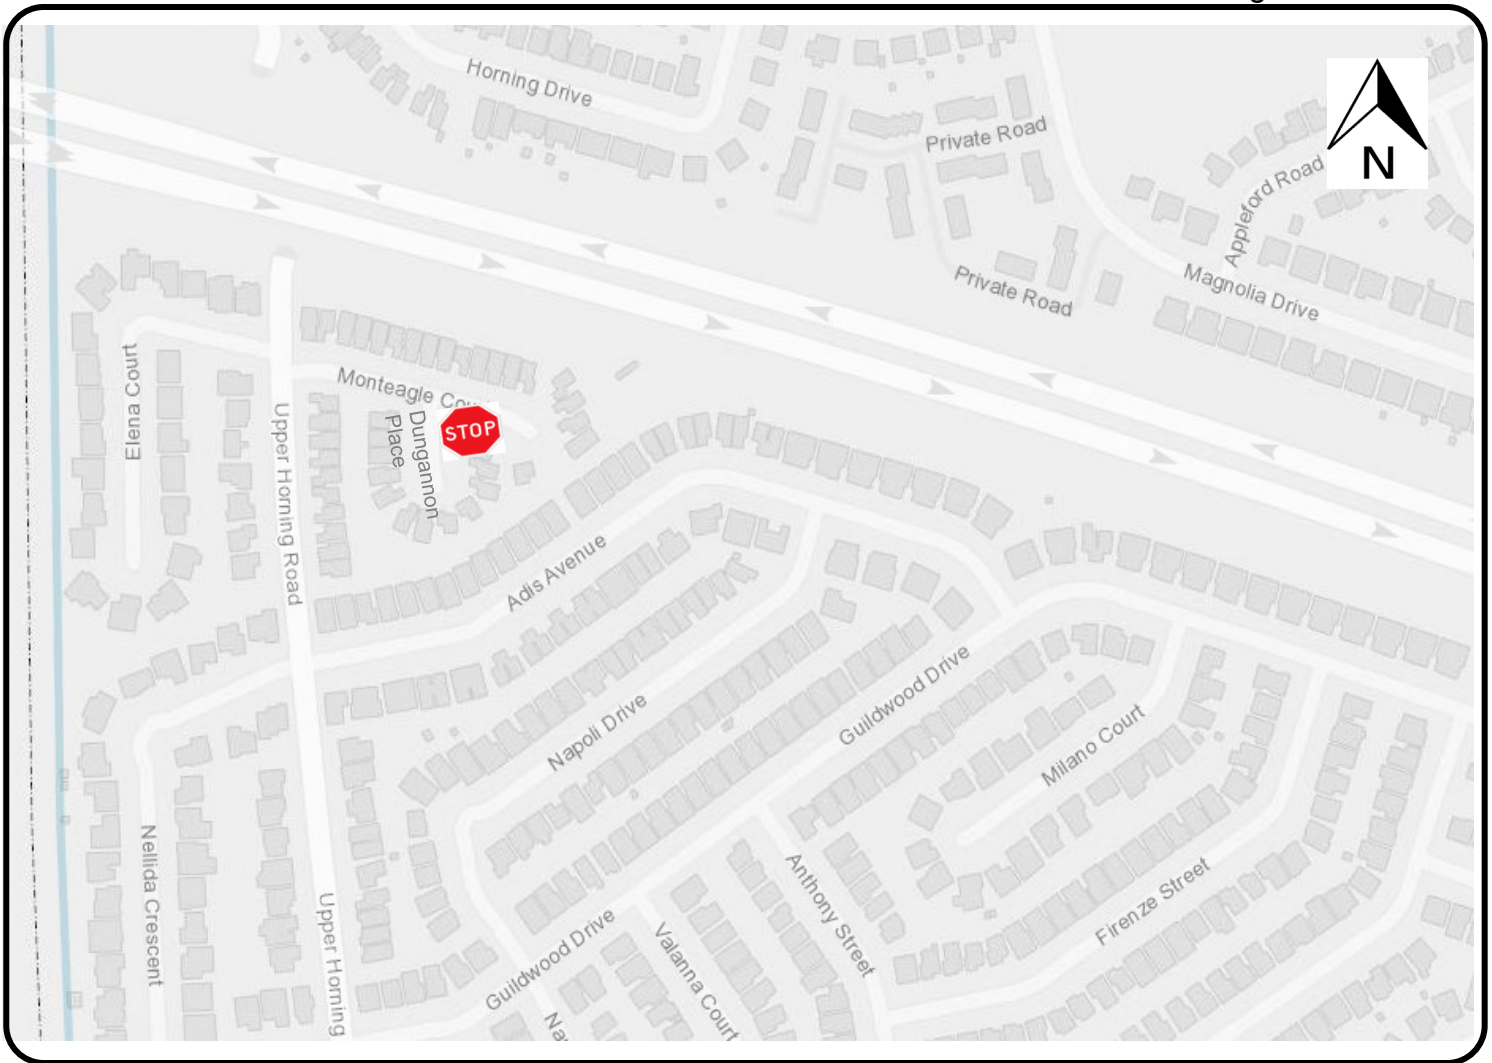 Horning Drive
Private Road
Appleford Road
N
Private Road
Magnolia Drive
Elena Court
Monteagle
Upper Horning Road
Dungannon
Place
STOP
Adis Avenue
Napoli Drive
Guildwood Drive
Milano Court
Nellida Crescent
Upper Horning
Guildwood Drive
Valanna Court
Anthony Street
Firenze Street